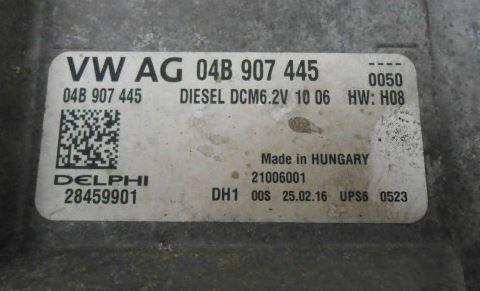 VW AG 04B 907 445 ----
0050
04B 907 445 DIESEL DCM6.2V 10 06 HW: H08
Made in HUNGARY
DELPHI 21006001
28459901 DH1 00S 25.02.16 UPS6 0523